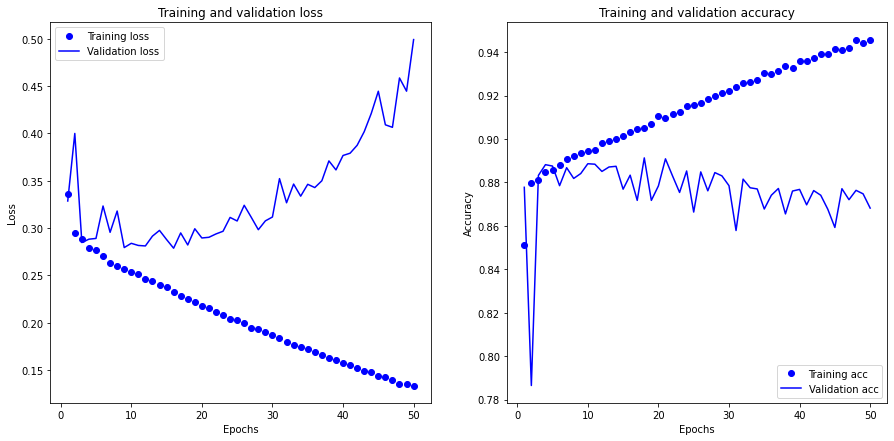 Training and validation loss
Training loss
Validation loss
0.50
0.45
0.40
0.35
0.30
0.25
0.20
0.15
Loss
0 10 20 30 40 50
Epochs
Training and validation accuracy
0.94
0.92
0.90
0.88
0.86
0.84
0.82
0.80
0.78
Accuracy
Training acc
Validation acc
0 10 20 30 40 50
Epochs